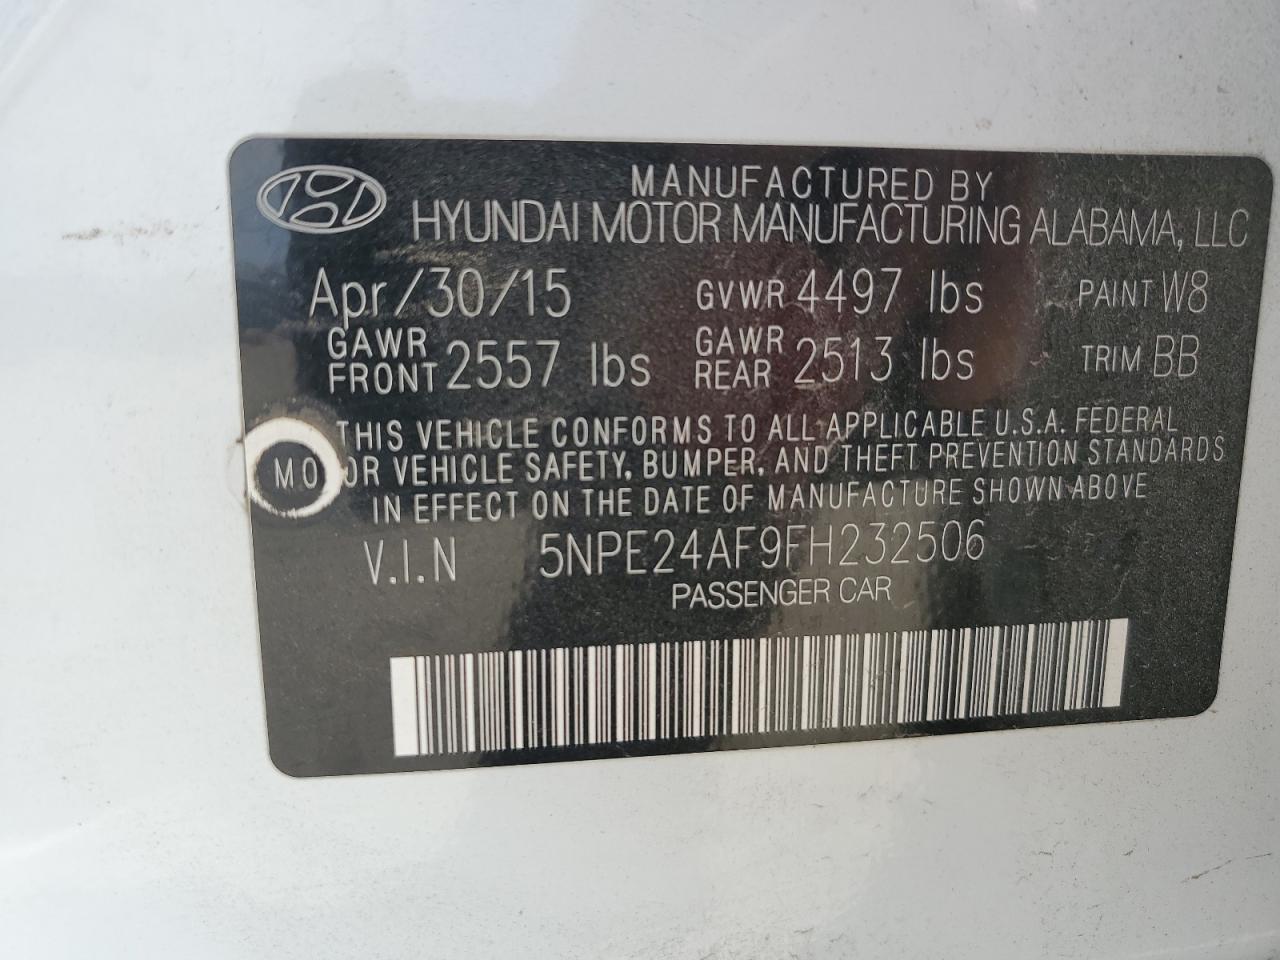 MANUFACTURED BY
HYUNDAI MOTOR MANUFACTURING ALABAMA, LLC
Apr/30/15 GVWR 4497 lbs PAINT W8
GAWR FRONT 2557 lbs GAWR REAR 2513 lbs TRIM BB
THIS VEHICLE CONFORMS TO ALL APPLICABLE U.S.A. FEDERAL
MOTOR VEHICLE SAFETY, BUMPER, AND THEFT PREVENTION STANDARDS
IN EFFECT ON THE DATE OF MANUFACTURE SHOWN ABOVE
V.I.N 5NPE24AF9FH232506
PASSENGER CAR